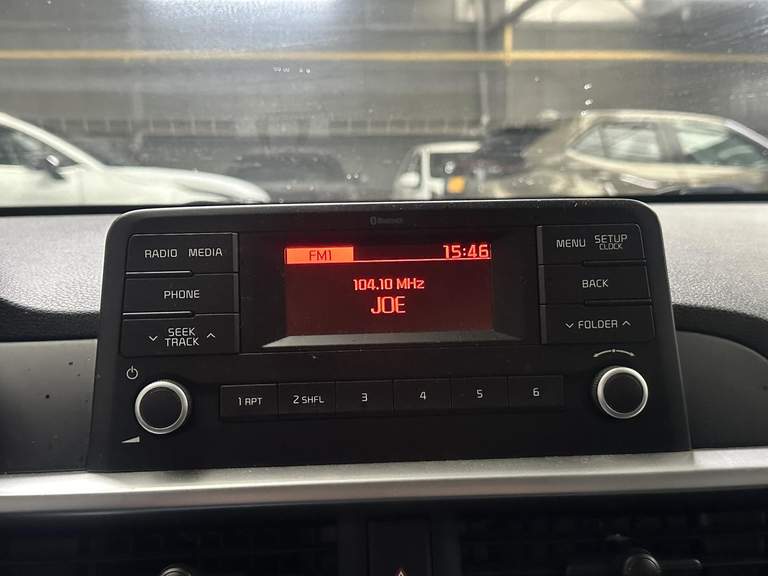 Bluetooth
RADIO MEDIA
PHONE
SEEK
TRACK
FM1 15:46
104.10 MHz
JOE
MENU SETUP
CLOCK
BACK
FOLDER
1 RPT 2 SHFL 3 4 5 6